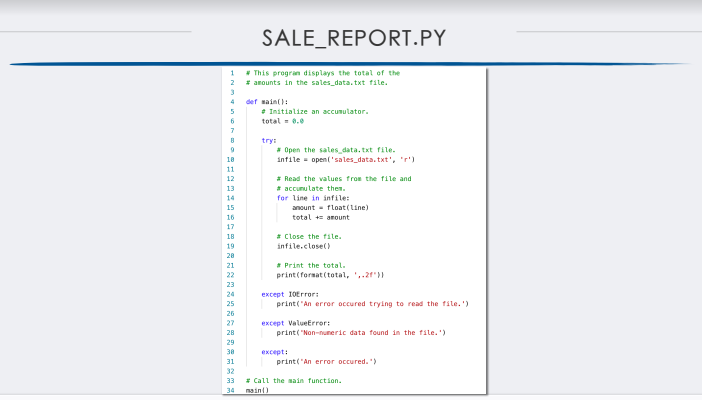 SALE_REPORT.PY
1 # This program displays the total of the
2 # amounts in the sales_data.txt file.
3
4 def main():
5     # Initialize an accumulator.
6     total = 0.0
7
8     try:
9         # Open the sales_data.txt file.
10         infile = open('sales_data.txt', 'r')
11
12         # Read the values from the file and
13         # accumulate them.
14         for line in infile:
15             amount = float(line)
16             total += amount
17
18         # Close the file.
19         infile.close()
20
21         # Print the total.
22         print(format(total, ',.2f'))
23
24     except IOError:
25         print('An error occured trying to read the file.')
26
27     except ValueError:
28         print('Non-numeric data found in the file.')
29
30     except:
31         print('An error occured.')
32
33 # Call the main function.
34 main()